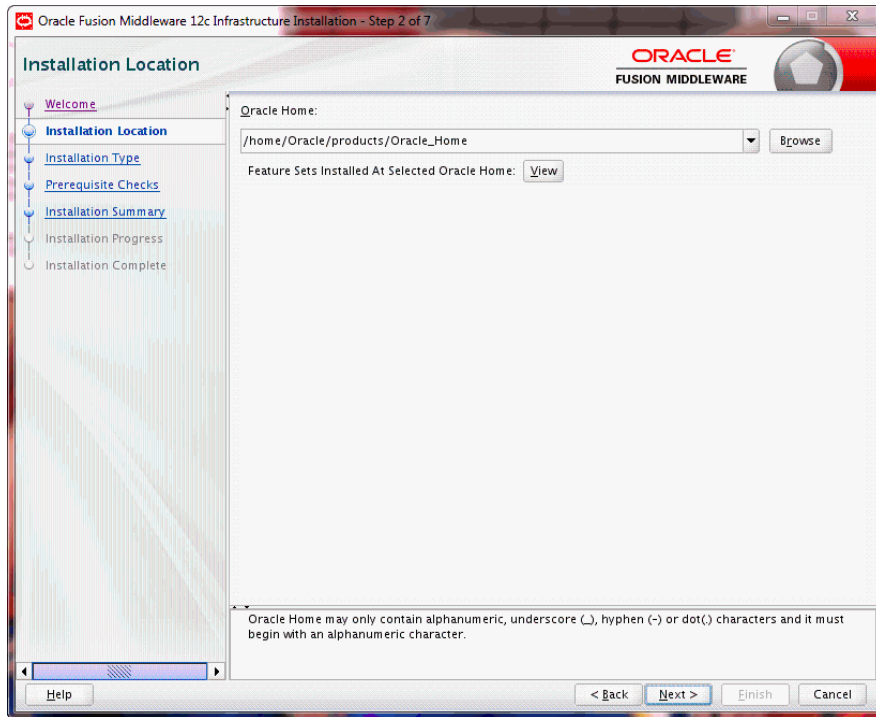 Oracle Fusion Middleware 12c Infrastructure Installation - Step 2 of 7
Installation Location
ORACLE
FUSION MIDDLEWARE
Welcome
Installation Location
Installation Type
Prerequisite Checks
Installation Summary
Installation Progress
Installation Complete
Oracle Home:
/home/Oracle/products/Oracle_Home
Browse
Feature Sets Installed At Selected Oracle Home: View
Oracle Home may only contain alphanumeric, underscore (_), hyphen (-) or dot(.) characters and it must
begin with an alphanumeric character.
Help
< Back
Next >
Finish
Cancel